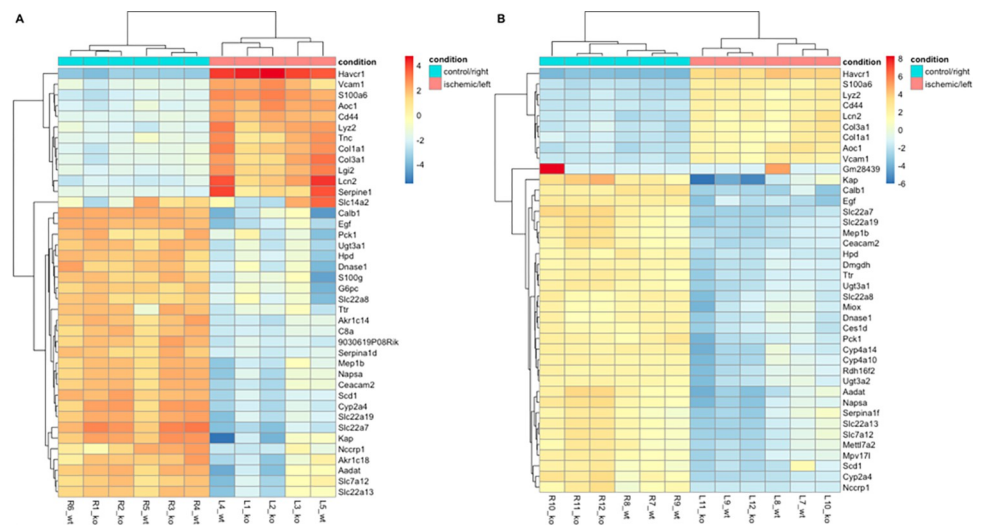 A
condition
Havcr1
Vcam1
S100a6
Aoc1
Cd44
Lyz2
Tnc
Col1a1
Col3a1
Lgi2
Lcn2
Serpine1
Slc14a2
Calb1
Egf
Pck1
Ugt3a1
Hpd
Dnase1
S100g
G6pc
Slc22a8
Ttr
Akr1c14
C8a
9030619P08Rik
Serpina1d
Mep1b
Napsa
Ceacam2
Scd1
Cyp2a4
Slc22a19
Slc22a7
Kap
Nccrp1
Akr1c18
Aadat
Slc7a12
Slc22a13
R6_wt
R1_ko
R2_ko
R5_wt
R3_ko
R4_wt
L4_wt
L1_ko
L2_ko
L3_ko
L5_wt
4
2
0
-2
-4
condition
control/right
ischemic/left
B
condition
Havcr1
S100a6
Lyz2
Cd44
Lcn2
Col3a1
Col1a1
Aoc1
Vcam1
Gm28439
Kap
Calb1
Egf
Slc22a7
Slc22a19
Mep1b
Ceacam2
Hpd
Dmgdh
Ttr
Ugt3a1
Slc22a8
Miox
Dnase1
Ces1d
Pck1
Cyp4a14
Cyp4a10
Rdh16f2
Ugt3a2
Aadat
Napsa
Serpina1f
Slc22a13
Slc7a12
Mettl7a2
Mpv17l
Scd1
Cyp2a4
Nccrp1
R10_ko
R11_ko
R12_ko
R8_wt
R7_wt
R9_wt
L11_ko
L9_wt
L12_ko
L8_wt
L7_wt
L10_ko
8
6
4
2
0
-2
-4
-6
condition
control/right
ischemic/left